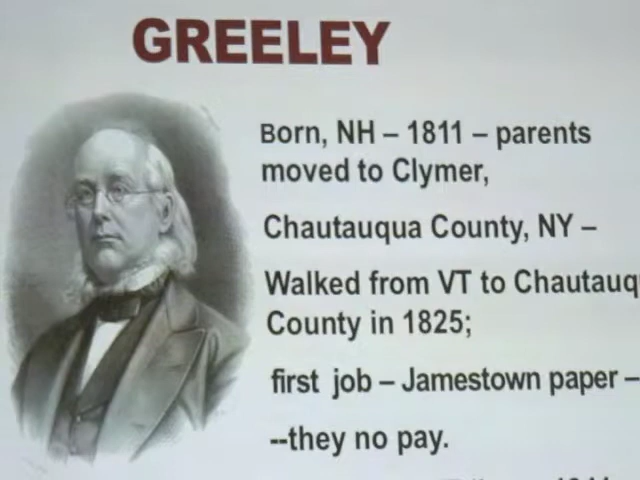 GREELEY
Born, NH – 1811 – parents
moved to Clymer,
Chautauqua County, NY –
Walked from VT to Chautauq
County in 1825;
first job – Jamestown paper –
--they no pay.